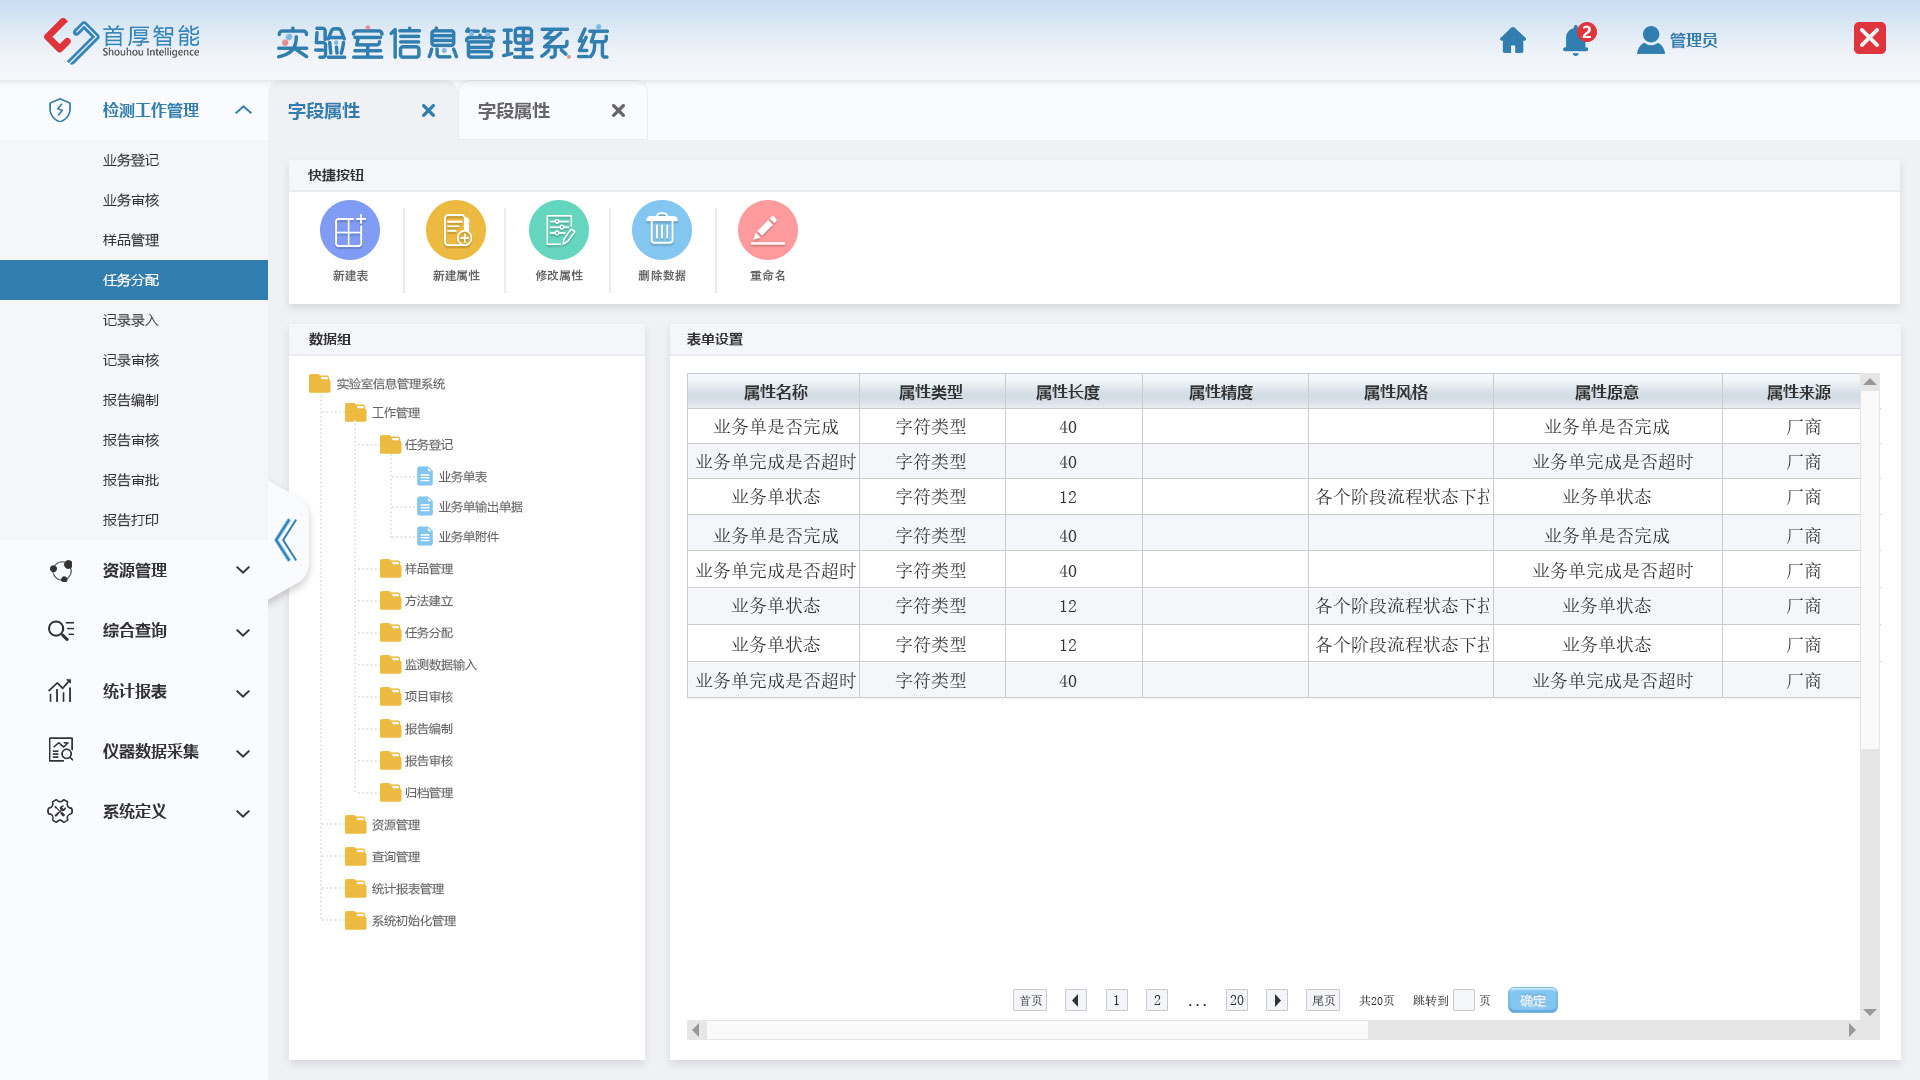 首厚智能
Shouhou Intelligence
实验室信息管理系统
2
管理员
检测工作管理
业务登记
业务审核
样品管理
任务分配
记录录入
记录审核
报告编制
报告审核
报告审批
报告打印
资源管理
综合查询
统计报表
仪器数据采集
系统定义
字段属性
字段属性
快捷按钮
新建表 新建属性 修改属性 删除数据 重命名
数据组
实验室信息管理系统
工作管理
任务登记
业务单表
业务单输出单据
业务单附件
样品管理
方法建立
任务分配
监测数据输入
项目审核
报告编制
报告审核
归档管理
资源管理
查询管理
统计报表管理
系统初始化管理
表单设置
属性名称 属性类型 属性长度 属性精度 属性风格 属性原意 属性来源
业务单是否完成 字符类型 40 业务单是否完成 厂商
业务单完成是否超时 字符类型 40 业务单完成是否超时 厂商
业务单状态 字符类型 12 各个阶段流程状态下拉 业务单状态 厂商
业务单是否完成 字符类型 40 业务单是否完成 厂商
业务单完成是否超时 字符类型 40 业务单完成是否超时 厂商
业务单状态 字符类型 12 各个阶段流程状态下拉 业务单状态 厂商
业务单状态 字符类型 12 各个阶段流程状态下拉 业务单状态 厂商
业务单完成是否超时 字符类型 40 业务单完成是否超时 厂商
首页 1 2 ... 20 尾页 共20页 跳转到 页 确定